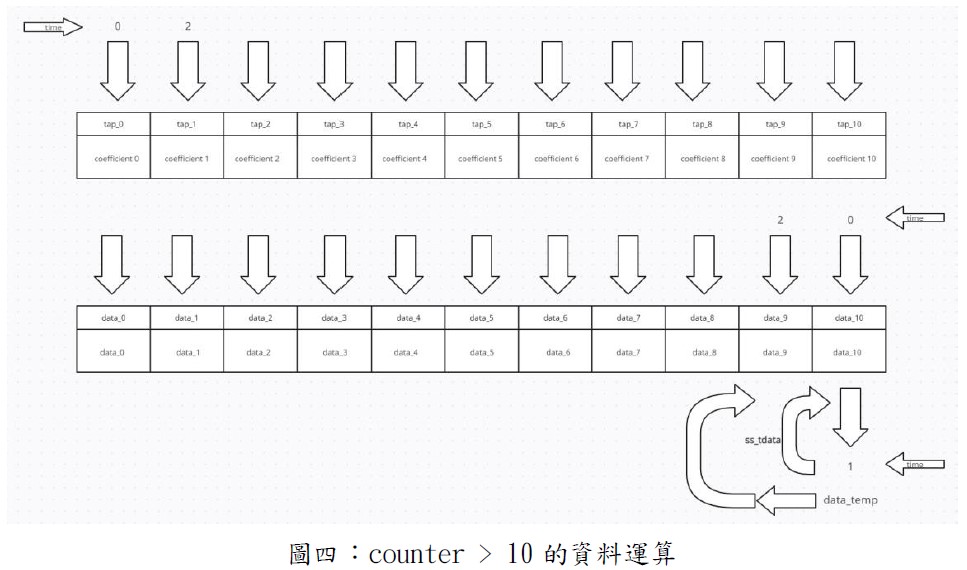 time 0 2
tap_0 tap_1 tap_2 tap_3 tap_4 tap_5 tap_6 tap_7 tap_8 tap_9 tap_10
coefficient 0 coefficient 1 coefficient 2 coefficient 3 coefficient 4 coefficient 5 coefficient 6 coefficient 7 coefficient 8 coefficient 9 coefficient 10
2 0 time
data_0 data_1 data_2 data_3 data_4 data_5 data_6 data_7 data_8 data_9 data_10
data_0 data_1 data_2 data_3 data_4 data_5 data_6 data_7 data_8 data_9 data_10
ss_tdata
1 time
data_temp
圖四：counter > 10 的資料運算